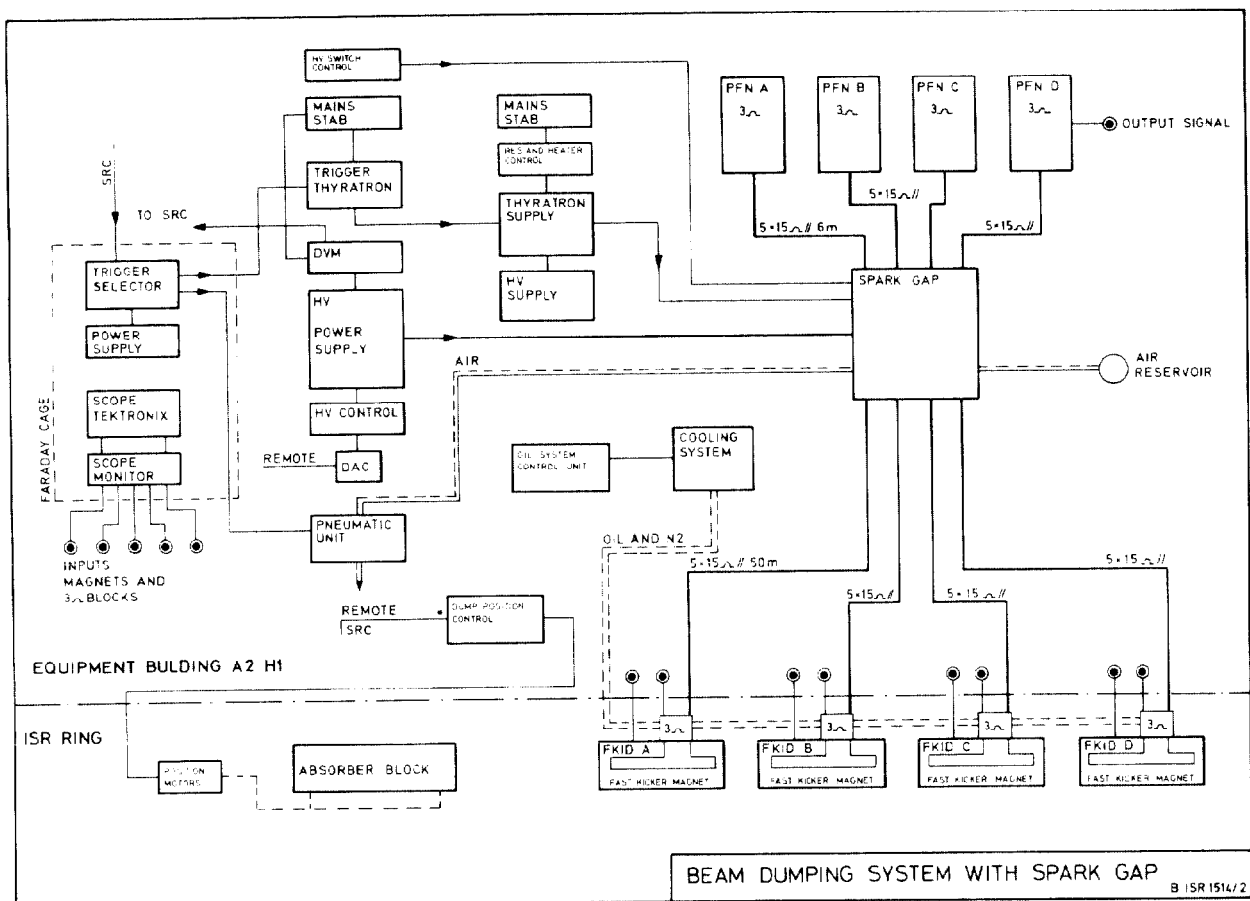 HV SWITCH
CONTROL
MAINS
STAB
TRIGGER
THYRATRON
MAINS
STAB
RES AND HEATER
CONTROL
THYRATRON
SUPPLY
HV
SUPPLY
PFN A
3Ω
PFN B
3Ω
PFN C
3Ω
PFN D
3Ω
OUTPUT SIGNAL
5×15Ω// 6m
5×15Ω//
5×15Ω//
SRC
TO SRC
TRIGGER
SELECTOR
POWER
SUPPLY
SCOPE
TEKTRONIX
SCOPE
MONITOR
FARADAY CAGE
INPUTS
MAGNETS AND
3Ω BLOCKS
DVM
HV
POWER
SUPPLY
HV CONTROL
REMOTE
DAC
PNEUMATIC
UNIT
AIR
SPARK GAP
AIR
RESERVOIR
OIL SYSTEM
CONTROL UNIT
COOLING
SYSTEM
OIL AND N2
5×15Ω// 50m
5×15Ω//
5×15Ω//
5×15Ω//
REMOTE
SRC
DUMP POSITION
CONTROL
EQUIPMENT BULDING A2 H1
ISR RING
POSITION
MOTORS
ABSORBER BLOCK
3Ω
FKID A
FAST KICKER MAGNET
3Ω
FKID B
FAST KICKER MAGNET
3Ω
FKID C
FAST KICKER MAGNET
3Ω
FKID D
FAST KICKER MAGNET
BEAM DUMPING SYSTEM WITH SPARK GAP
B ISR 1514/2